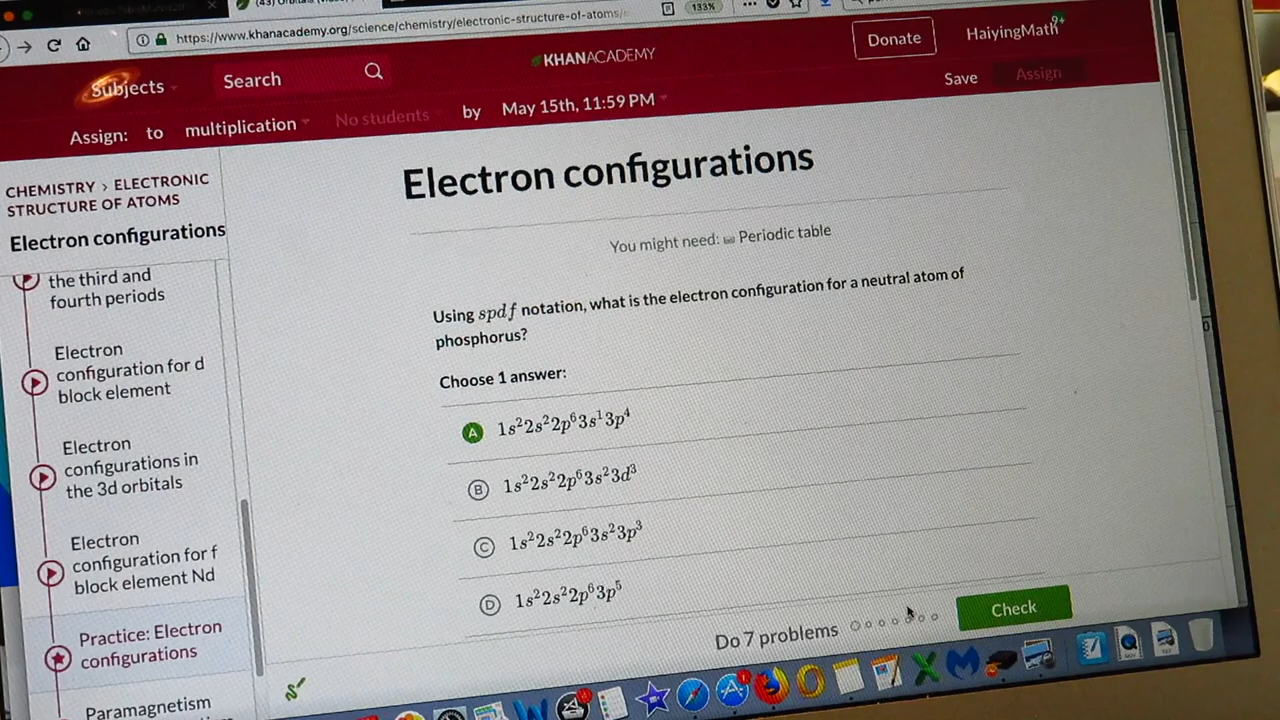 https://www.khanacademy.org/science/chemistry/electronic-structure-of-atoms/
133%
Subjects
Search
KHANACADEMY
Donate
HaiyingMath
9+
Assign: to multiplication No students by May 15th, 11:59 PM
Save
Assign
CHEMISTRY > ELECTRONIC
STRUCTURE OF ATOMS
Electron configurations
the third and
fourth periods
Electron
configuration for d
block element
Electron
configurations in
the 3d orbitals
Electron
configuration for f
block element Nd
Practice: Electron
configurations
Paramagnetism
Electron configurations
You might need: Periodic table
Using spdf notation, what is the electron configuration for a neutral atom of
phosphorus?
Choose 1 answer:
A 1s²2s²2p⁶3s¹3p⁴
B 1s²2s²2p⁶3s²3d³
C 1s²2s²2p⁶3s²3p³
D 1s²2s²2p⁶3p⁵
Do 7 problems
Check